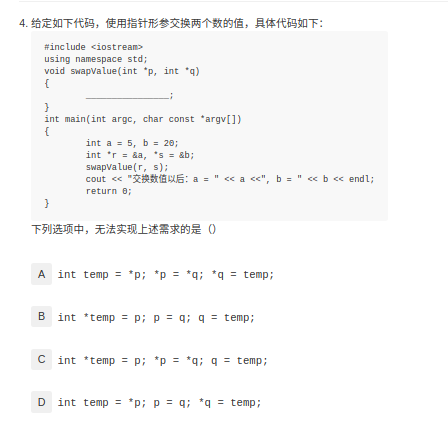 4. 给定如下代码，使用指针形参交换两个数的值，具体代码如下：
#include <iostream>
using namespace std;
void swapValue(int *p, int *q)
{
________________;
}
int main(int argc, char const *argv[])
{
int a = 5, b = 20;
int *r = &a, *s = &b;
swapValue(r, s);
cout << "交换数值以后：a = " << a <<", b = " << b << endl;
return 0;
}
下列选项中，无法实现上述需求的是（）
A int temp = *p; *p = *q; *q = temp;
B int *temp = p; p = q; q = temp;
C int *temp = p; *p = *q; q = temp;
D int temp = *p; p = q; *q = temp;